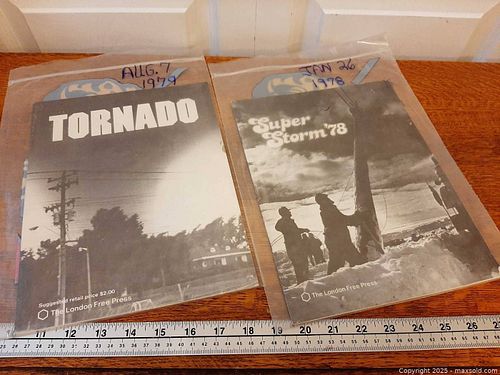 AUG. 7
1979
TORNADO
Suggested retail price $2.00
The London Free Press
JAN 26
1978
Super
Storm '78
The London Free Press
12 13 14 15 16 17 18 19 20 21 22 23 24 25 26
Copyright 2025 - maxsold.com